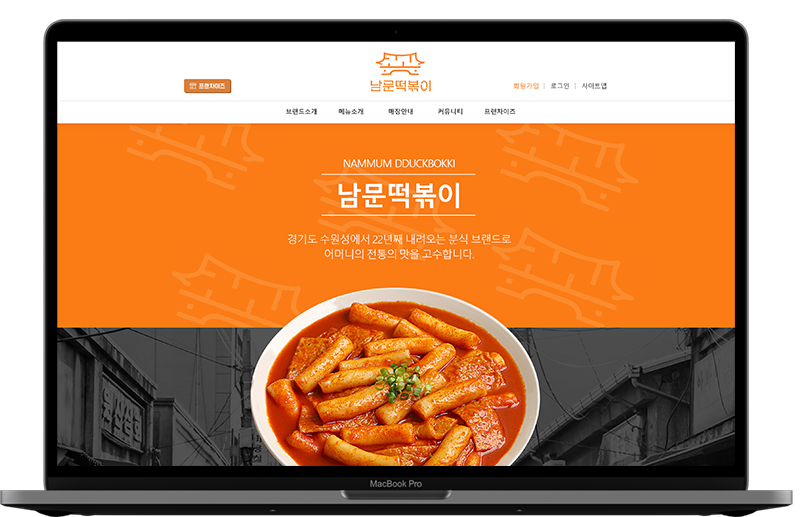 남문떡볶이
프랜차이즈
회원가입 | 로그인 | 사이트맵
브랜드소개 메뉴소개 매장안내 커뮤니티 프랜차이즈
NAMMUM DDUCKBOKKI
남문떡볶이
경기도 수원성에서 22년째 내려오는 분식 브랜드로
어머니의 전통의 맛을 고수합니다.
MacBook Pro